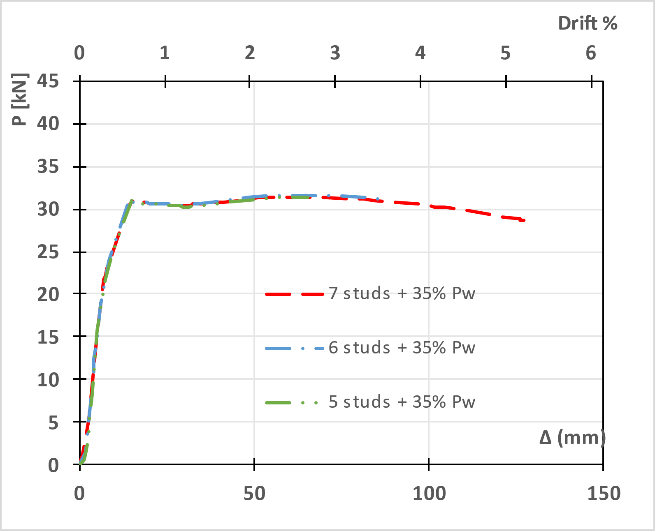 Drift %
0 1 2 3 4 5 6
P [kN]
45
40
35
30
25
20
15
10
5
0
7 studs + 35% Pw
6 studs + 35% Pw
5 studs + 35% Pw
Δ (mm)
0 50 100 150